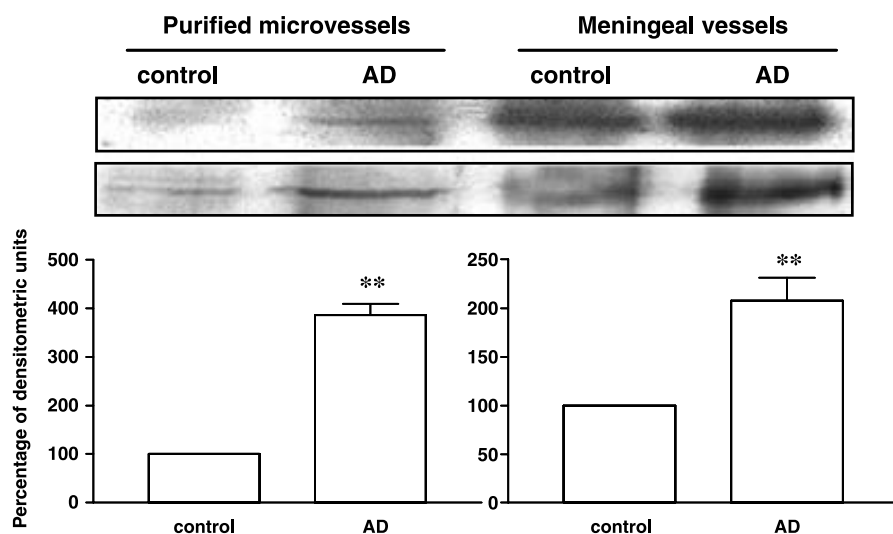 Purified microvessels Meningeal vessels
control AD control AD
Percentage of densitometric units
500
400
300
200
100
0
**
control AD
250
200
150
100
50
0
**
control AD